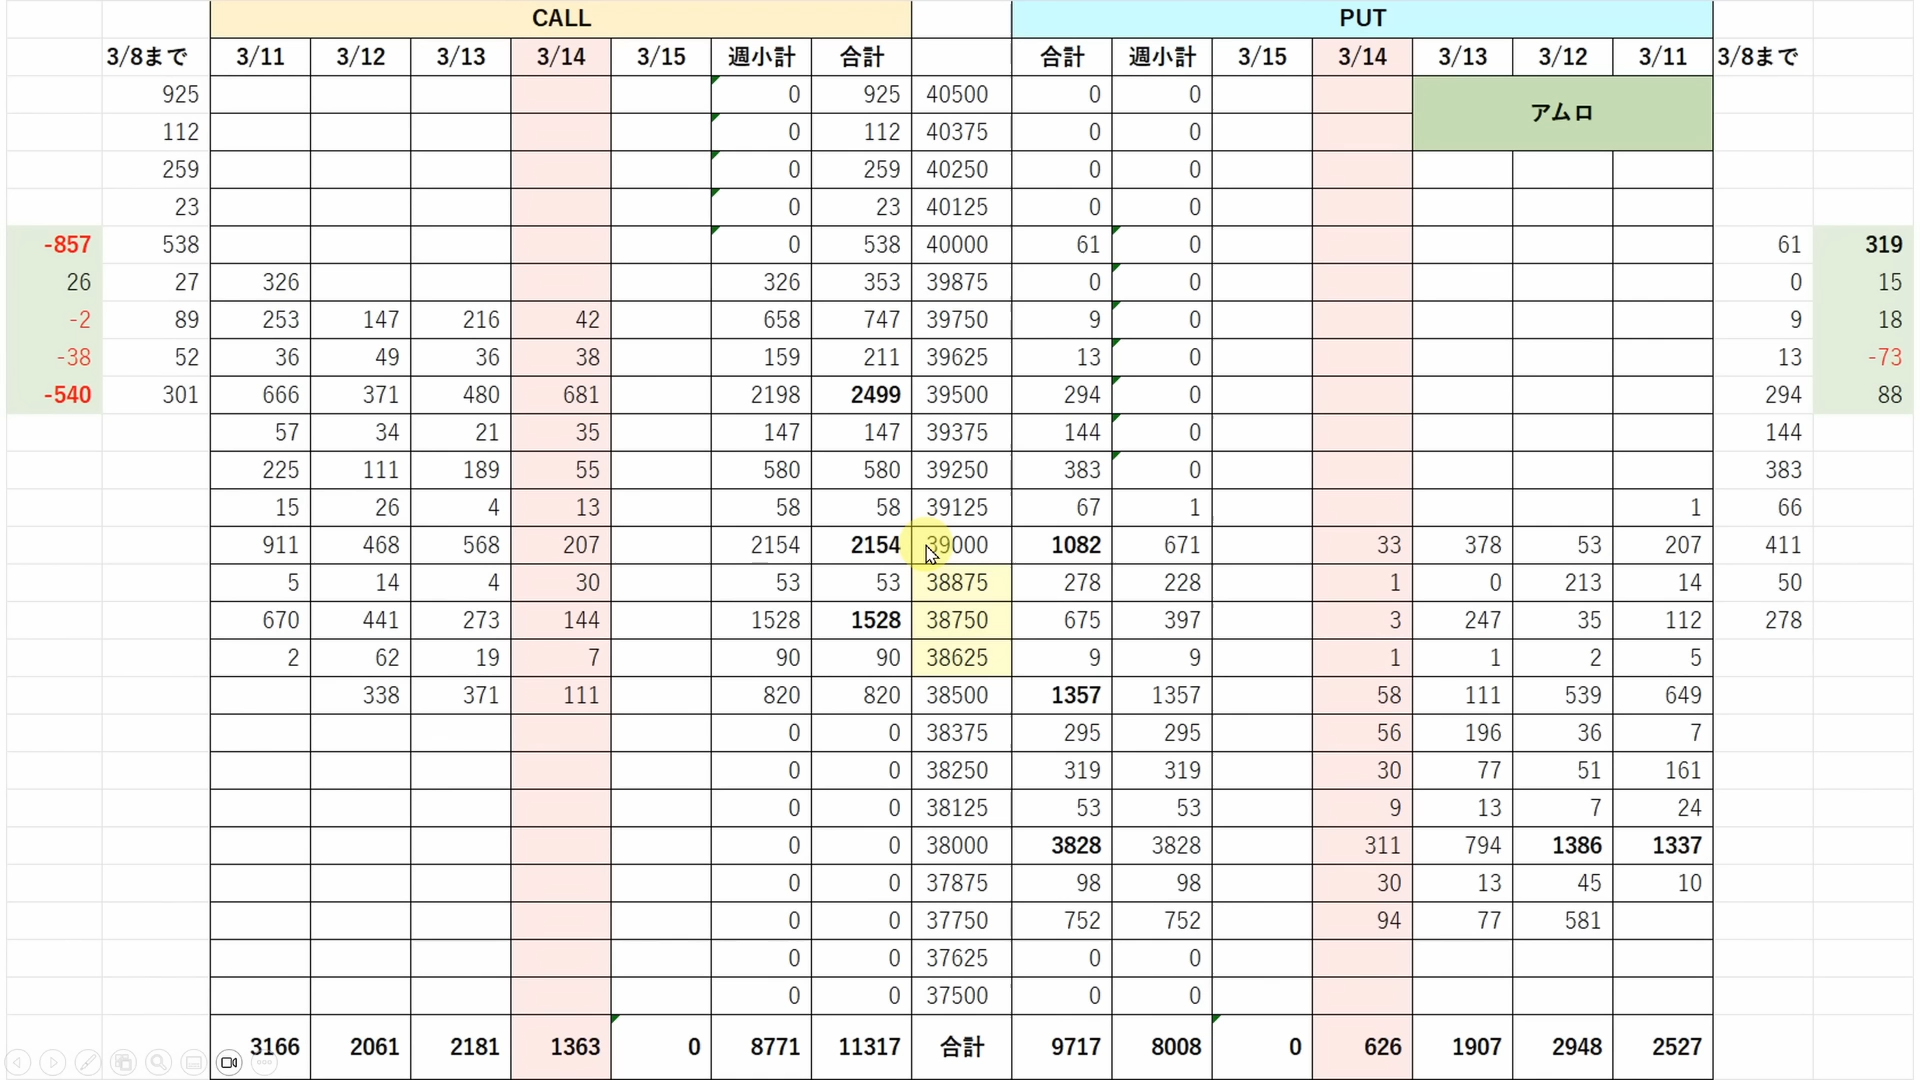 CALL PUT
3/8まで 3/11 3/12 3/13 3/14 3/15 週小計 合計 合計 週小計 3/15 3/14 3/13 3/12 3/11 3/8まで
925 0 925 40500 0 0 アムロ
112 0 112 40375 0 0
259 0 259 40250 0 0
23 0 23 40125 0 0
-857 538 0 538 40000 61 0 61 319
26 27 326 326 353 39875 0 0 0 15
-2 89 253 147 216 42 658 747 39750 9 0 9 18
-38 52 36 49 36 38 159 211 39625 13 0 13 -73
-540 301 666 371 480 681 2198 2499 39500 294 0 294 88
57 34 21 35 147 147 39375 144 0 144
225 111 189 55 580 580 39250 383 0 383
15 26 4 13 58 58 39125 67 1 1 66
911 468 568 207 2154 2154 39000 1082 671 33 378 53 207 411
5 14 4 30 53 53 38875 278 228 1 0 213 14 50
670 441 273 144 1528 1528 38750 675 397 3 247 35 112 278
2 62 19 7 90 90 38625 9 9 1 1 2 5
338 371 111 820 820 38500 1357 1357 58 111 539 649
0 0 38375 295 295 56 196 36 7
0 0 38250 319 319 30 77 51 161
0 0 38125 53 53 9 13 7 24
0 0 38000 3828 3828 311 794 1386 1337
0 0 37875 98 98 30 13 45 10
0 0 37750 752 752 94 77 581
0 0 37625 0 0
0 0 37500 0 0
3166 2061 2181 1363 0 8771 11317 合計 9717 8008 0 626 1907 2948 2527